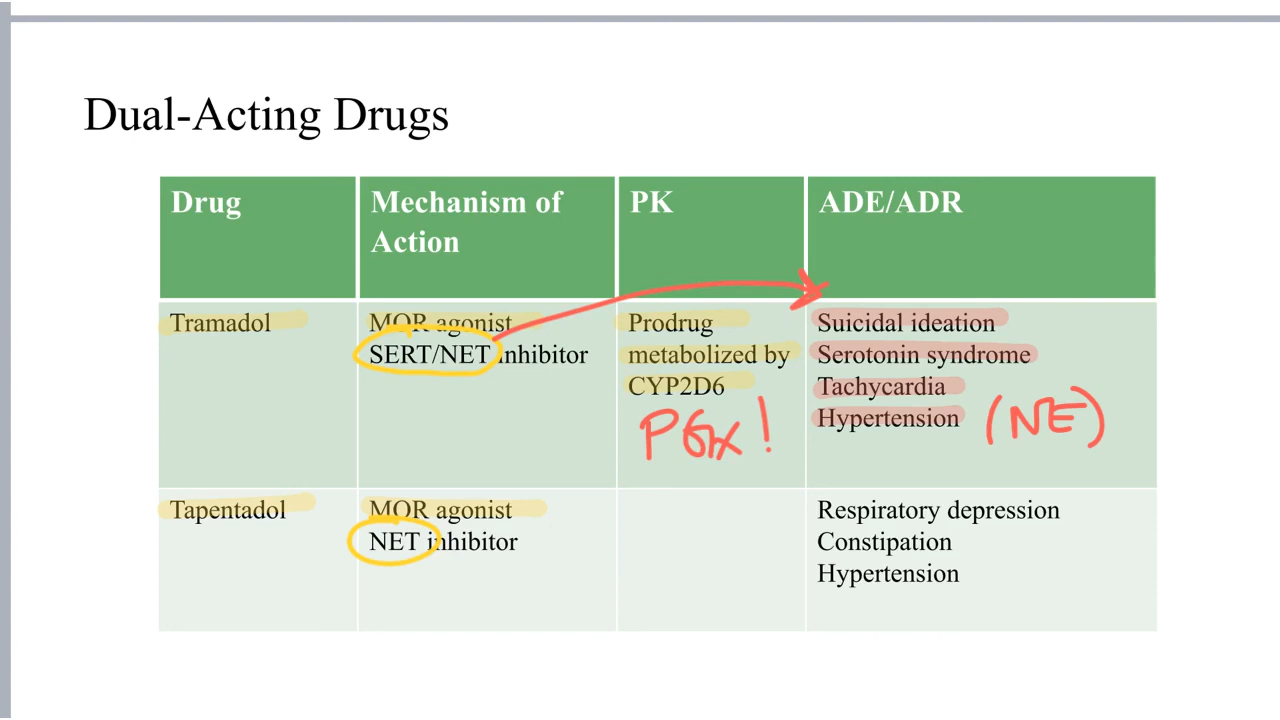 Dual-Acting Drugs
Drug
Mechanism of
Action
PK
ADE/ADR
Tramadol
MOR agonist
SERT/NET inhibitor
Prodrug
metabolized by
CYP2D6
PGx!
Suicidal ideation
Serotonin syndrome
Tachycardia
Hypertension (NE)
Tapentadol
MOR agonist
NET inhibitor
Respiratory depression
Constipation
Hypertension